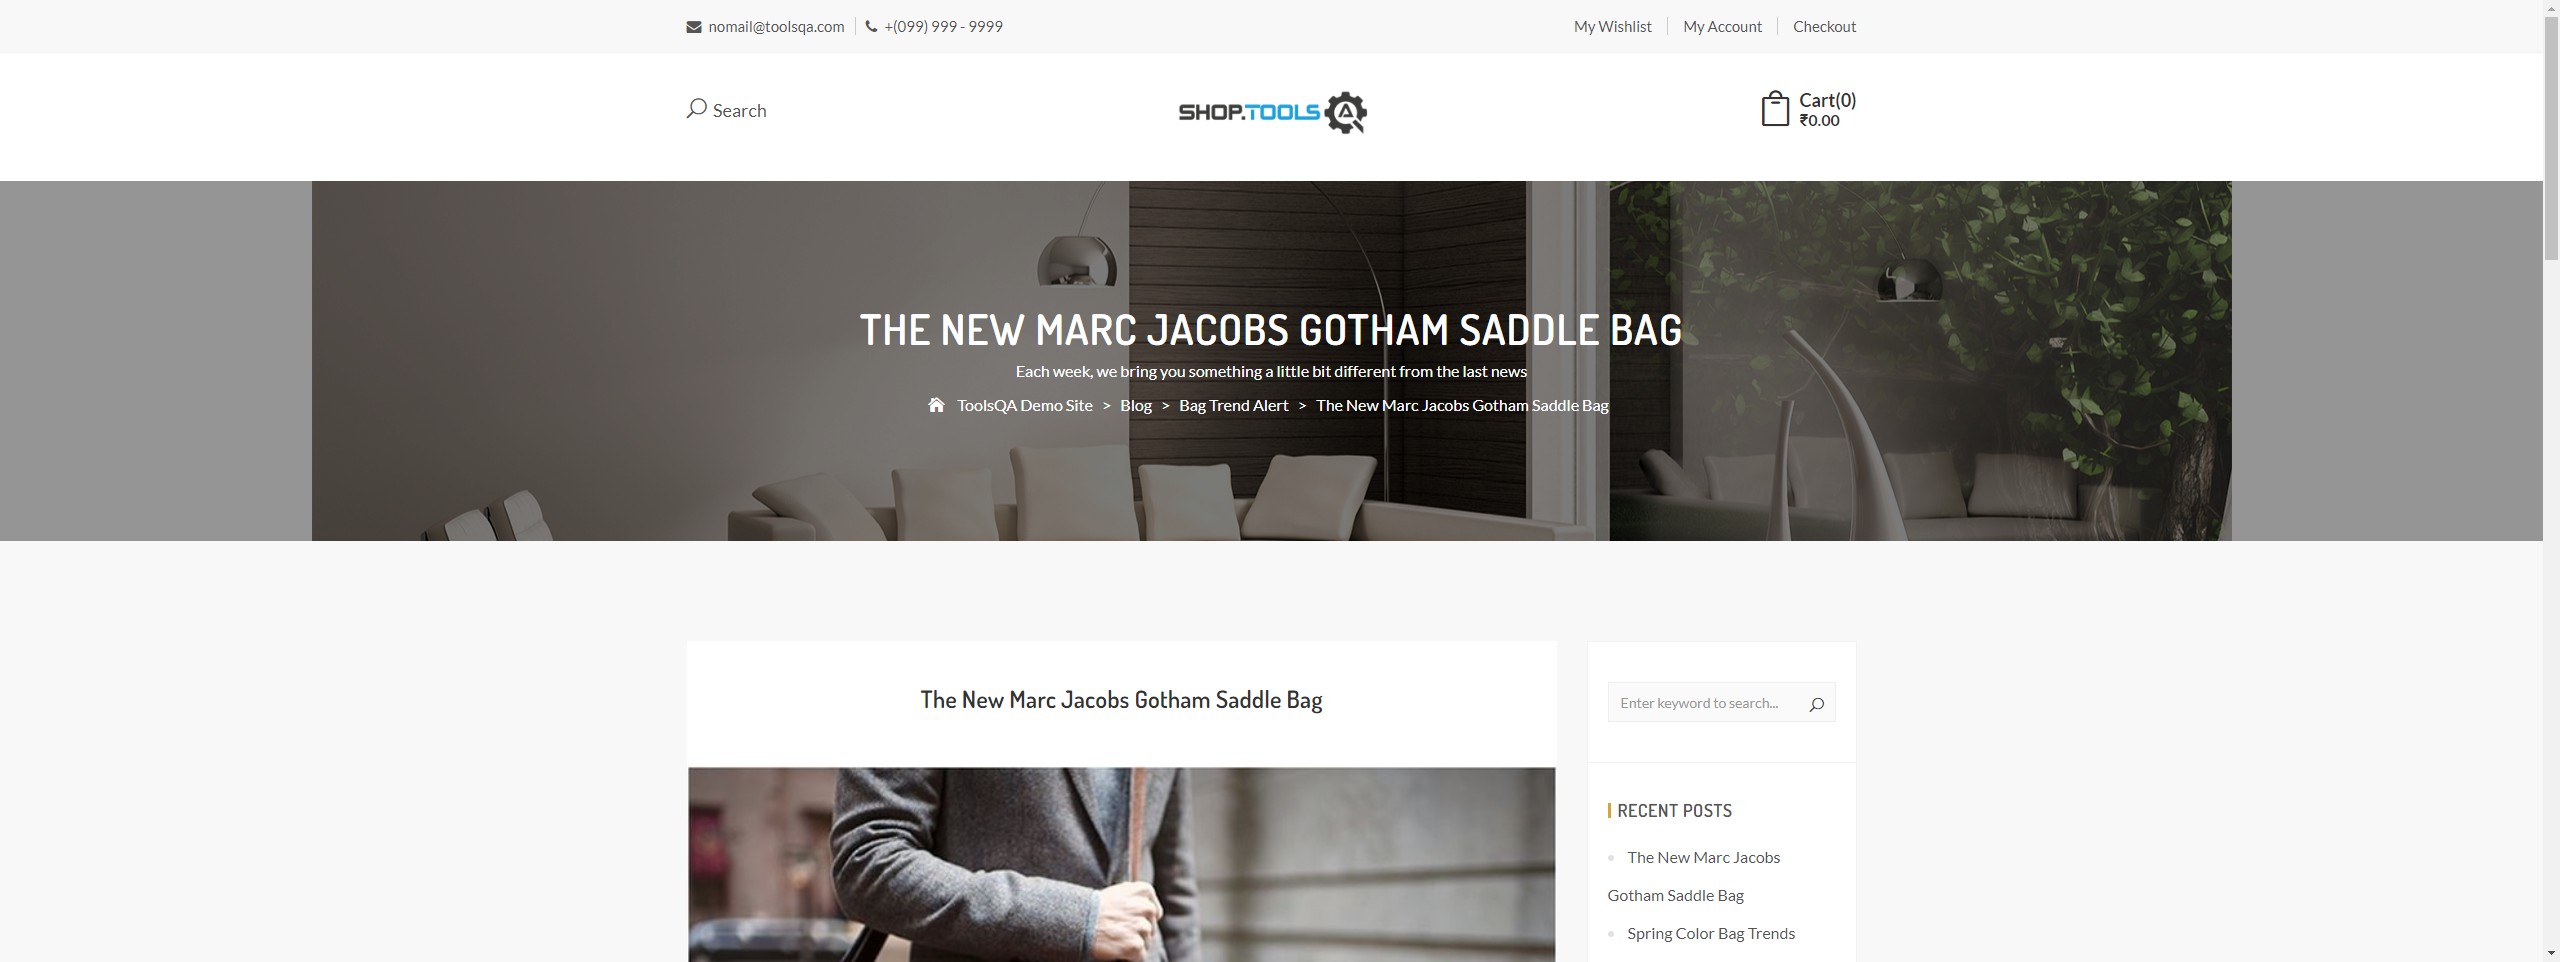 nomail@toolsqa.com
+(099) 999 - 9999
My Wishlist
My Account
Checkout
Search
SHOP.TOOLSQA
Cart(0)
₹0.00
THE NEW MARC JACOBS GOTHAM SADDLE BAG
Each week, we bring you something a little bit different from the last news
ToolsQA Demo Site > Blog > Bag Trend Alert > The New Marc Jacobs Gotham Saddle Bag
The New Marc Jacobs Gotham Saddle Bag
Enter keyword to search...
RECENT POSTS
The New Marc Jacobs
Gotham Saddle Bag
Spring Color Bag Trends